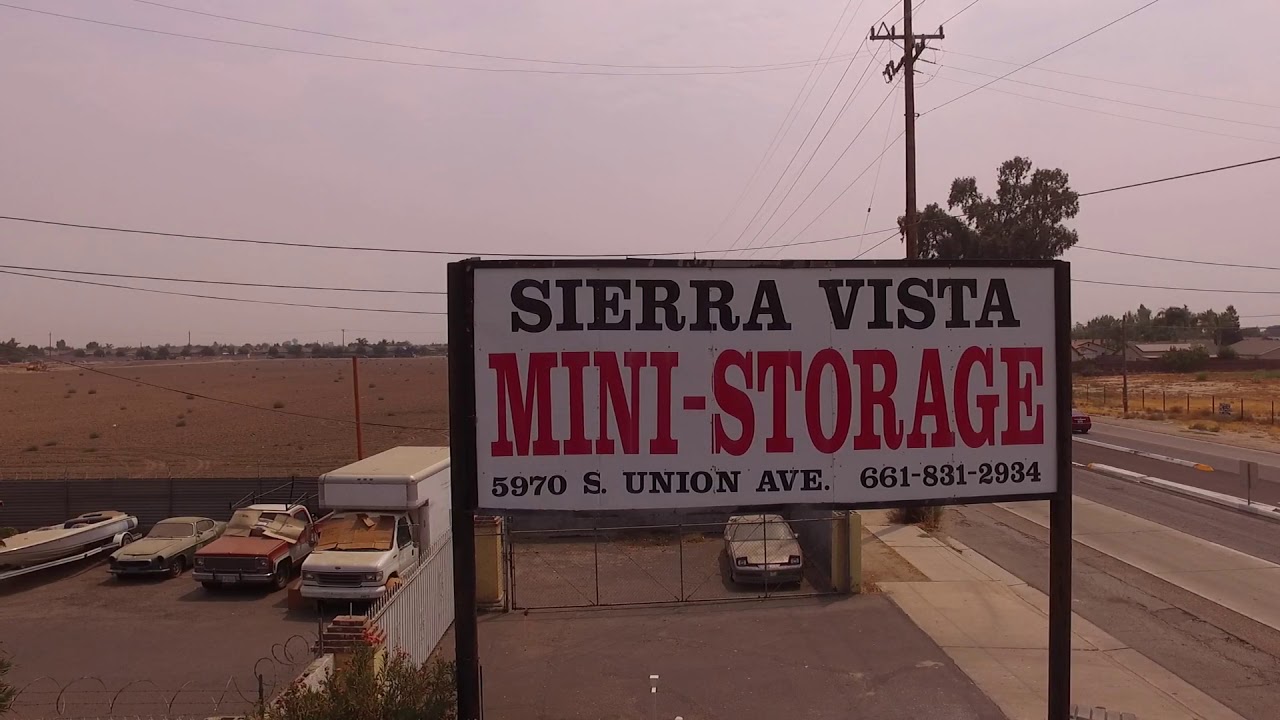 SIERRA VISTA
MINI-STORAGE
5970 S. UNION AVE. 661-831-2934